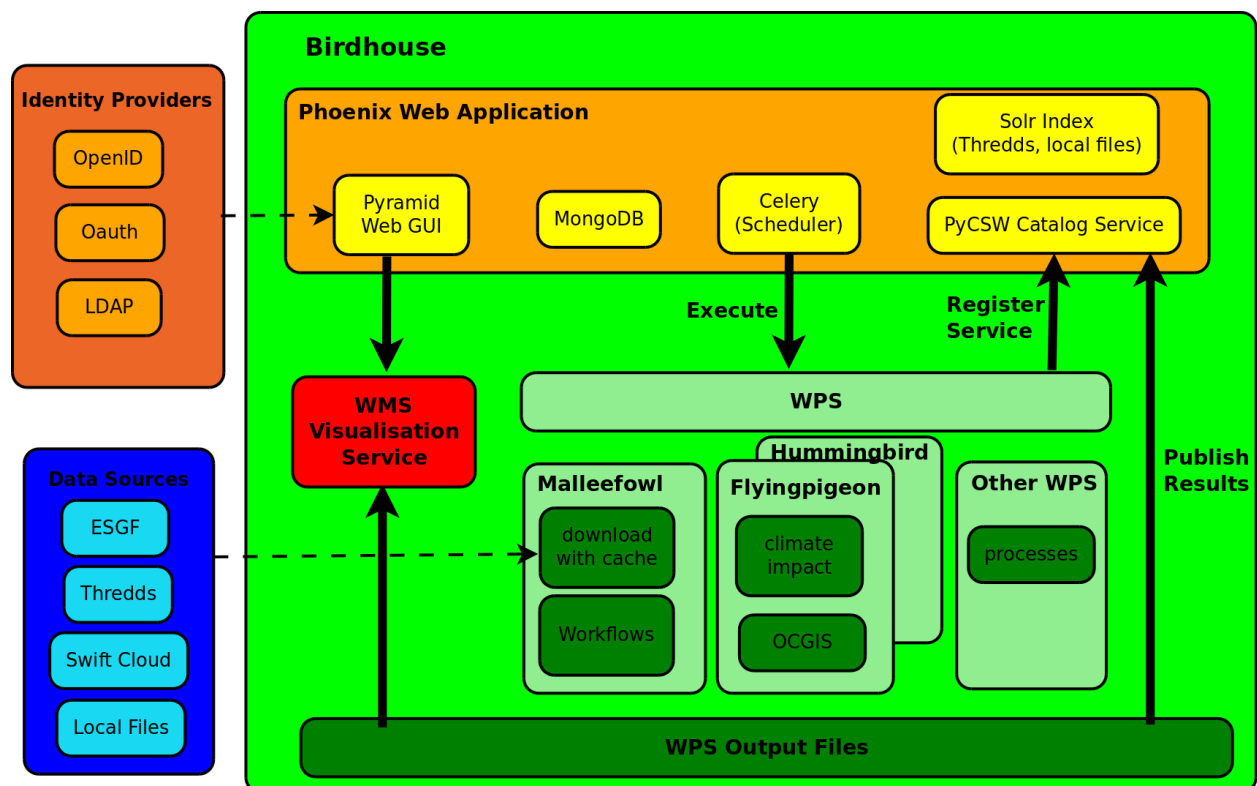 Birdhouse
Identity Providers
OpenID
Oauth
LDAP
Phoenix Web Application
Solr Index
(Thredds, local files)
Pyramid
Web GUI
MongoDB
Celery
(Scheduler)
PyCSW Catalog Service
Execute
Register
Service
WMS
Visualisation
Service
WPS
Publish
Results
Data Sources
ESGF
Thredds
Swift Cloud
Local Files
Malleefowl
download
with cache
Workflows
Hummingbird
Flyingpigeon
climate
impact
OCGIS
Other WPS
processes
WPS Output Files